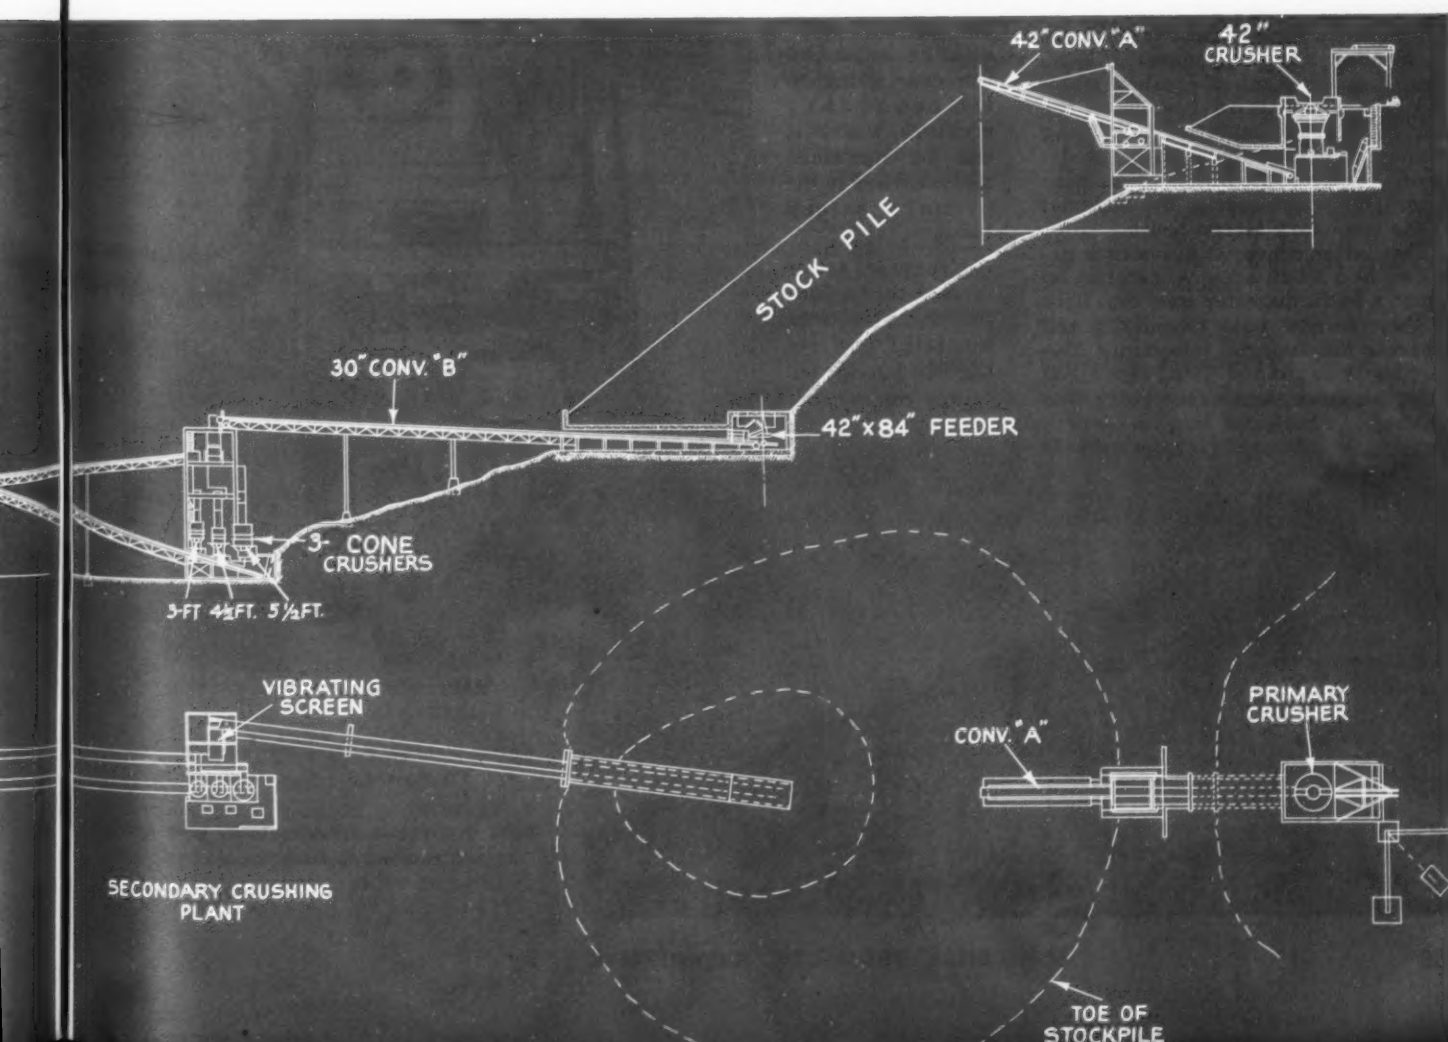 42" CONV. "A"
42"
CRUSHER
STOCK PILE
30" CONV. "B"
42" x 84" FEEDER
3- CONE
CRUSHERS
3-FT 4½FT. 5½FT.
VIBRATING
SCREEN
PRIMARY
CRUSHER
CONV. "A"
SECONDARY CRUSHING
PLANT
TOE OF
STOCKPILE